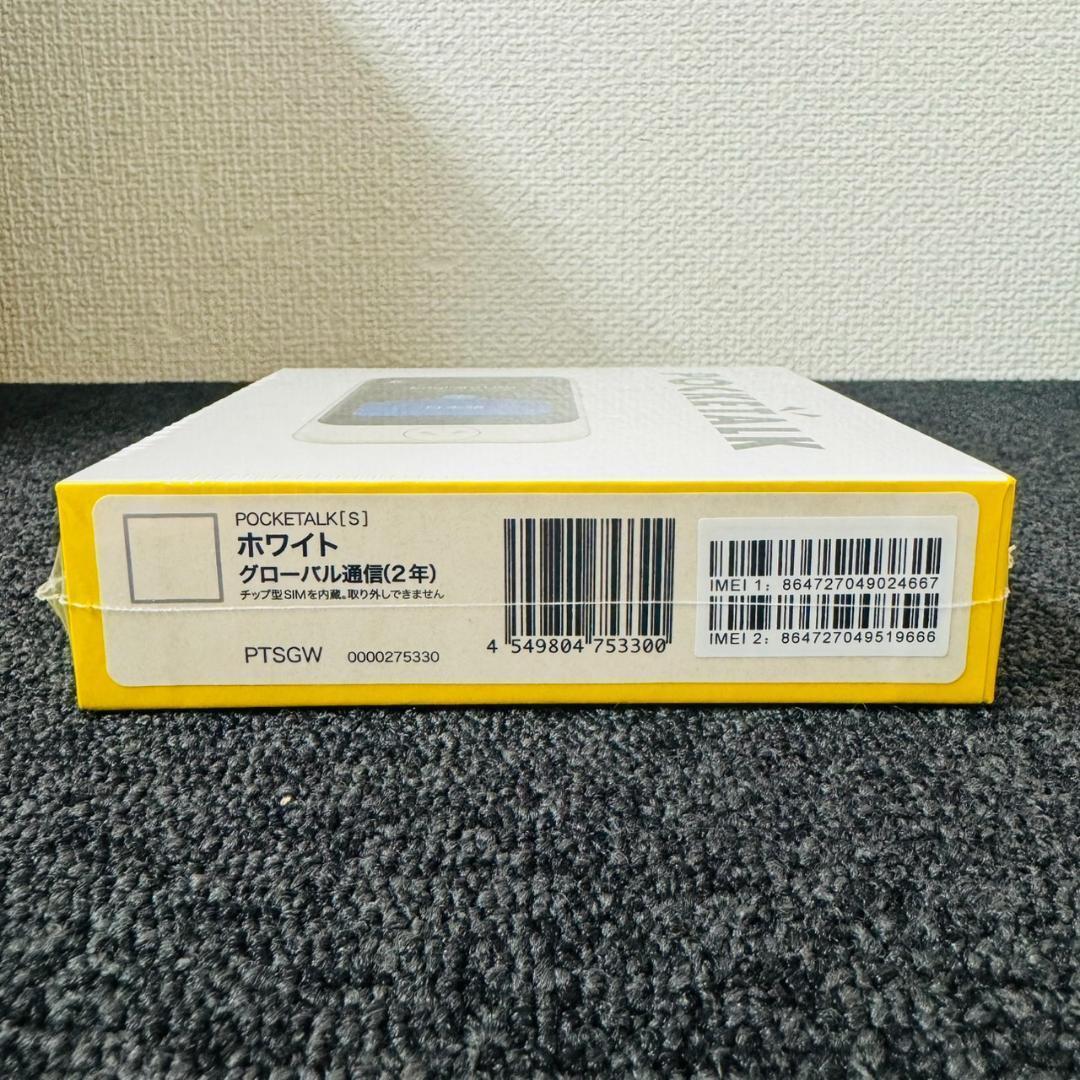 POCKETALK
POCKETALK[S]
ホワイト
グローバル通信(2年)
チップ型SIMを内蔵。取り外しできません
PTSGW 0000275330
4 549804 753300
IMEI 1: 864727049024667
IMEI 2: 864727049519666